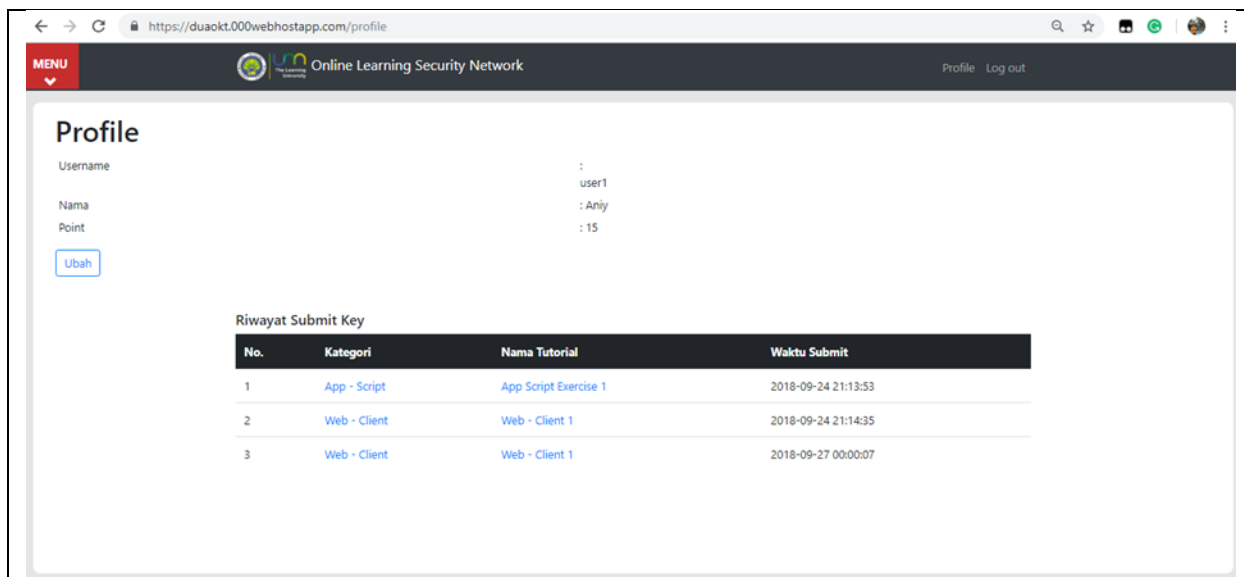 https://duaokt.000webhostapp.com/profile
MENU
The Learning University
Online Learning Security Network
Profile Log out
Profile
Username :
user1
Nama : Aniy
Point : 15
Ubah
Riwayat Submit Key
No. Kategori Nama Tutorial Waktu Submit
1 App - Script App Script Exercise 1 2018-09-24 21:13:53
2 Web - Client Web - Client 1 2018-09-24 21:14:35
3 Web - Client Web - Client 1 2018-09-27 00:00:07